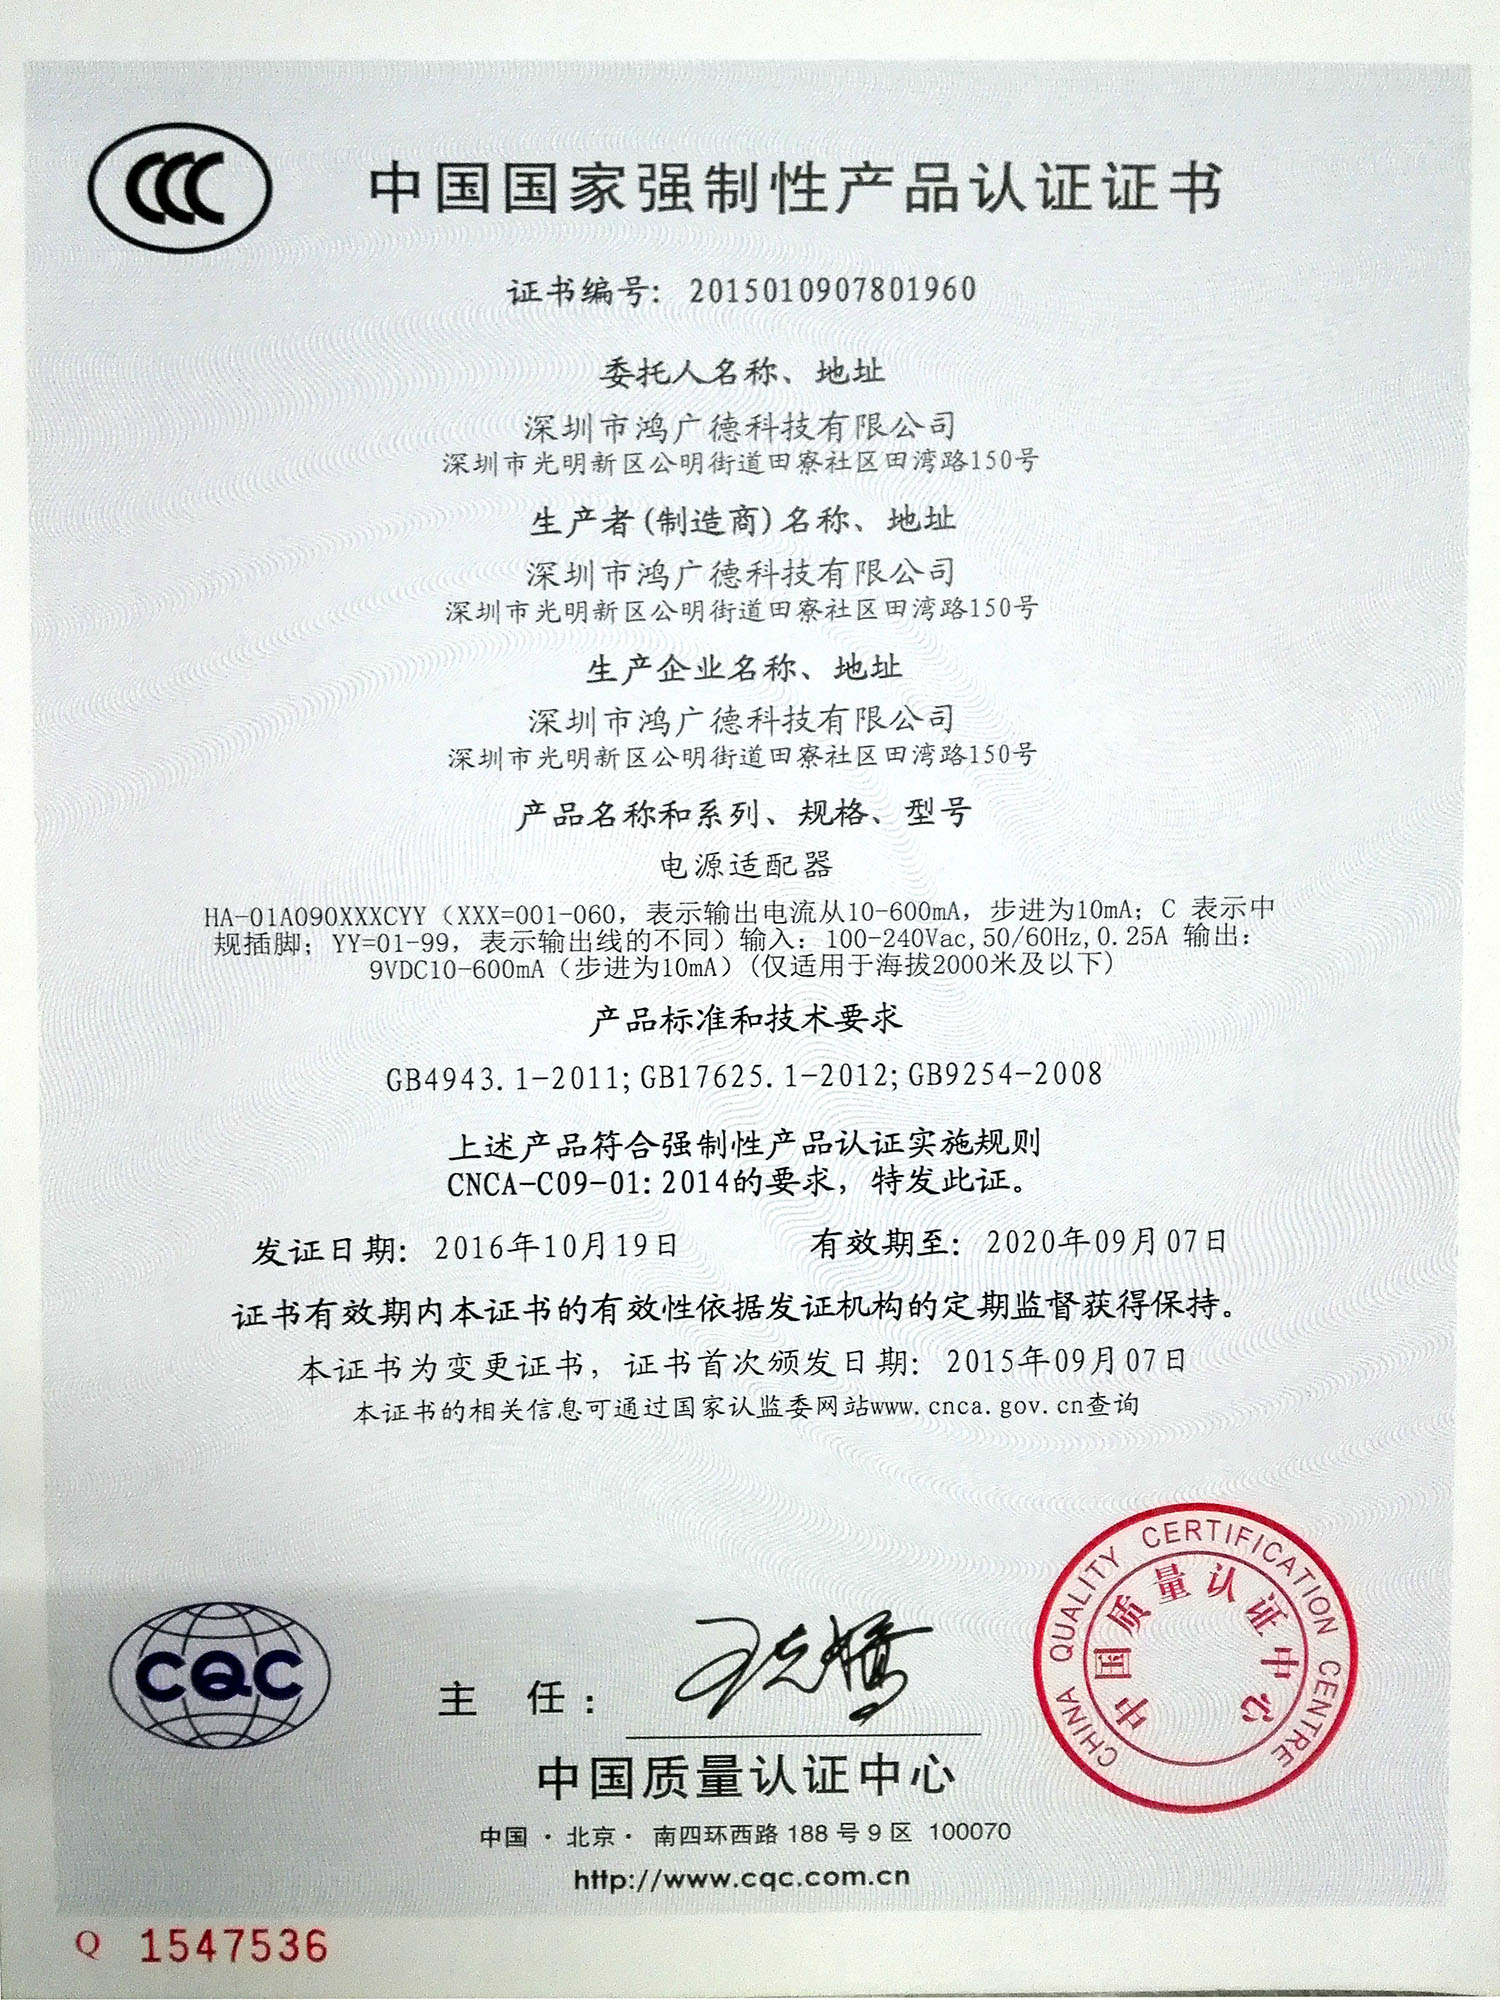 CCC
中国国家强制性产品认证证书
证书编号: 2015010907801960
委托人名称、地址
深圳市鸿广德科技有限公司
深圳市光明新区公明街道田寮社区田湾路150号
生产者(制造商)名称、地址
深圳市鸿广德科技有限公司
深圳市光明新区公明街道田寮社区田湾路150号
生产企业名称、地址
深圳市鸿广德科技有限公司
深圳市光明新区公明街道田寮社区田湾路150号
产品名称和系列、规格、型号
电源适配器
HA-01A090XXXCYY（XXX=001-060，表示输出电流从10-600mA，步进为10mA；C 表示中
规插脚；YY=01-99，表示输出线的不同）输入：100-240Vac,50/60Hz,0.25A 输出：
9VDC10-600mA（步进为10mA）(仅适用于海拔2000米及以下)
产品标准和技术要求
GB4943.1-2011;GB17625.1-2012;GB9254-2008
上述产品符合强制性产品认证实施规则
CNCA-C09-01:2014的要求，特发此证。
发证日期: 2016年10月19日 有效期至: 2020年09月07日
证书有效期内本证书的有效性依据发证机构的定期监督获得保持。
本证书为变更证书，证书首次颁发日期: 2015年09月07日
本证书的相关信息可通过国家认监委网站www.cnca.gov.cn查询
CHINA QUALITY CERTIFICATION CENTRE
中国质量认证中心
CQC
主 任:
中国质量认证中心
中国·北京·南四环西路188号9区 100070
http://www.cqc.com.cn
Q 1547536